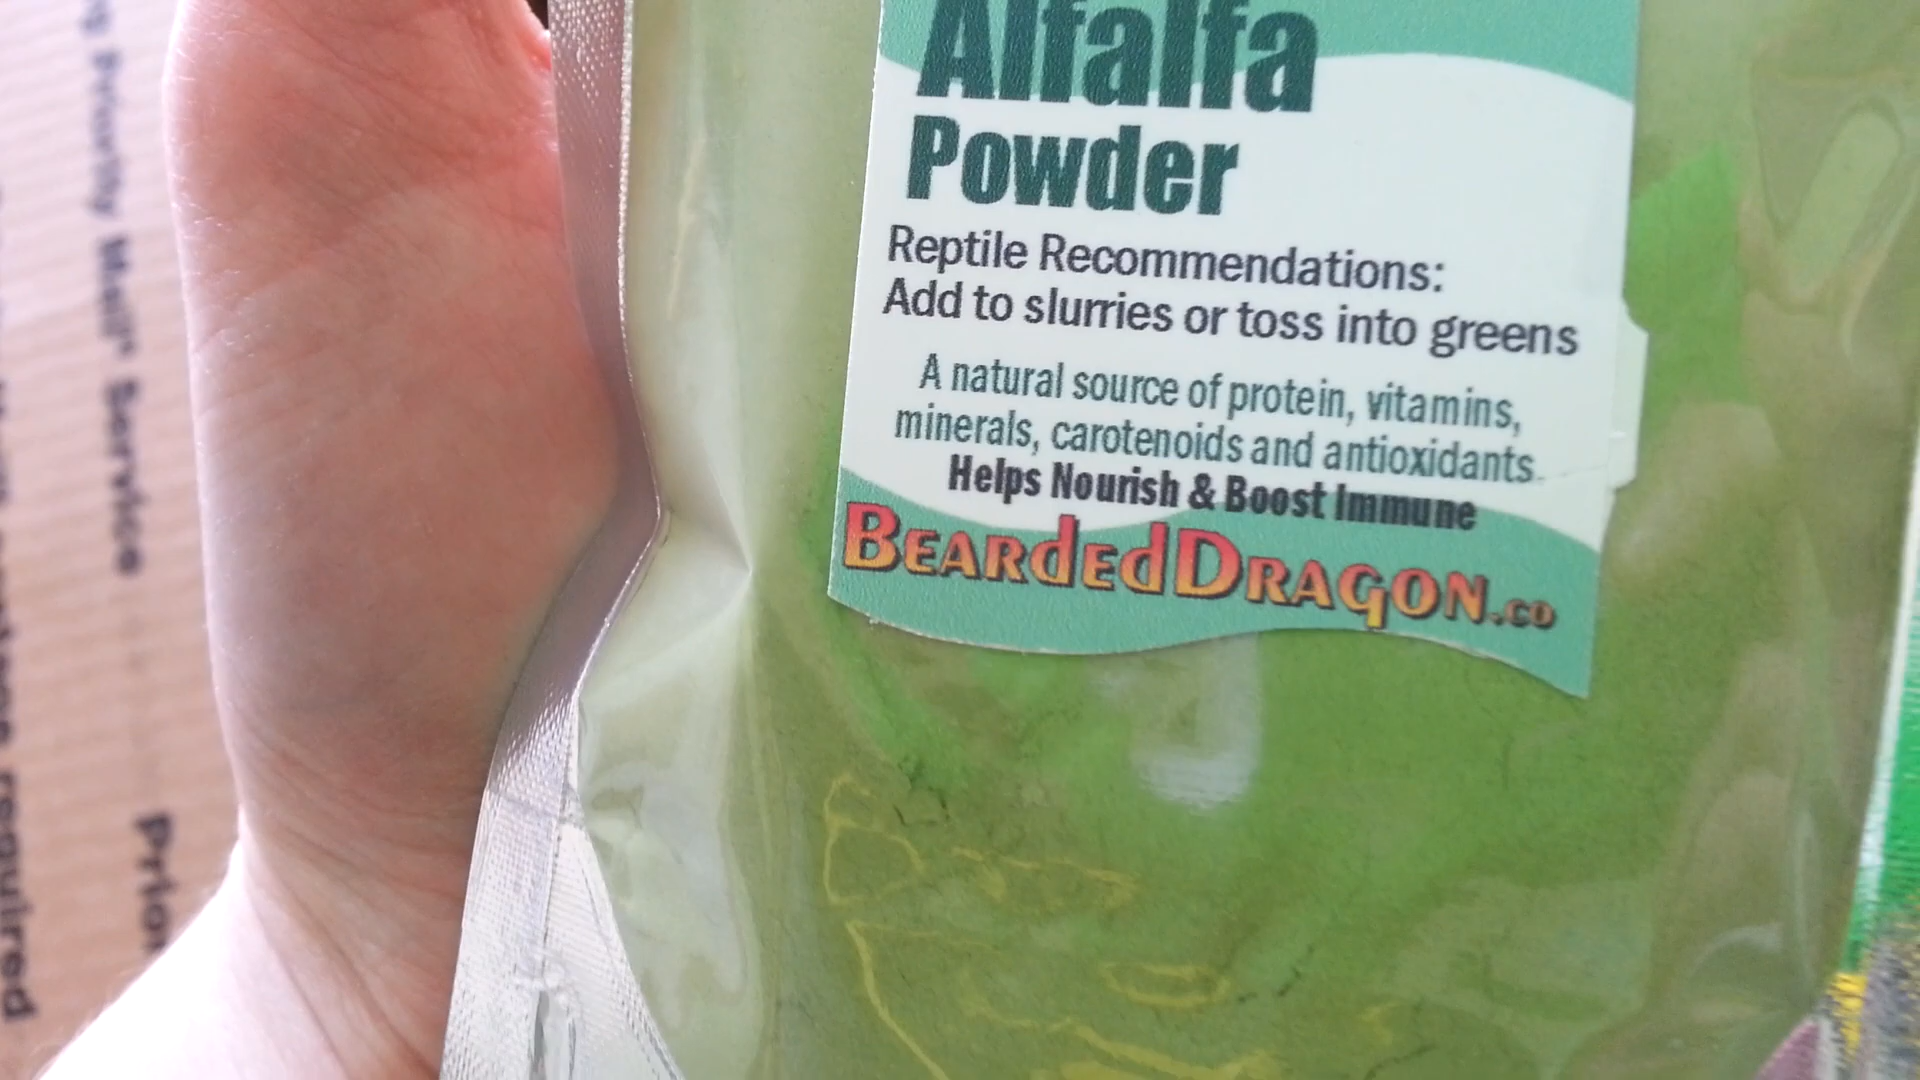 Alfalfa
Powder
Reptile Recommendations:
Add to slurries or toss into greens
A natural source of protein, vitamins,
minerals, carotenoids and antioxidants.
Helps Nourish & Boost Immune
BEARdEdDRAGON.co
Priority Mail® Service
required